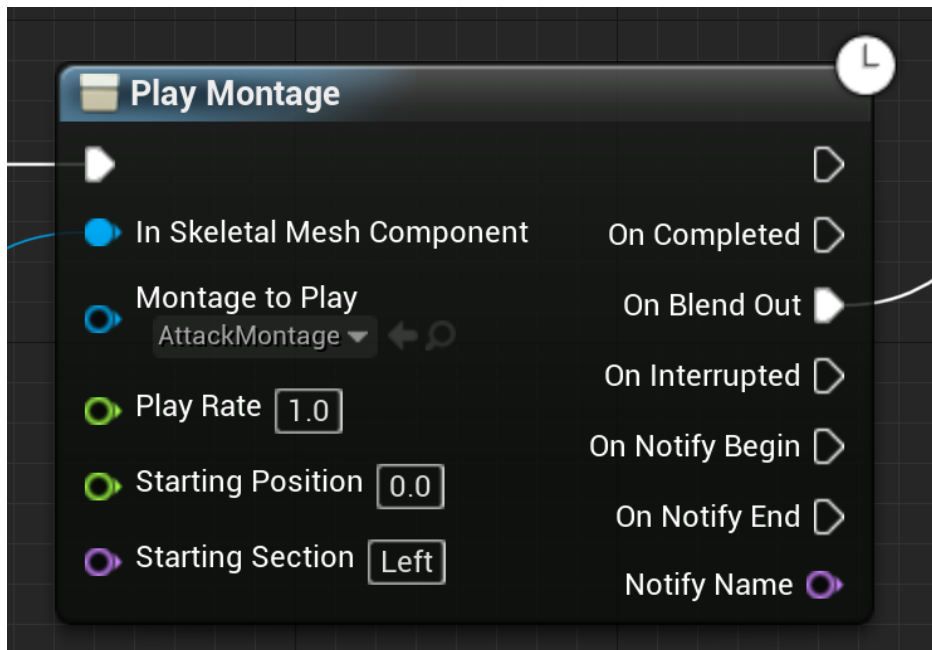 Play Montage
In Skeletal Mesh Component
On Completed
Montage to Play
On Blend Out
AttackMontage
On Interrupted
Play Rate 1.0
On Notify Begin
Starting Position 0.0
On Notify End
Starting Section Left
Notify Name